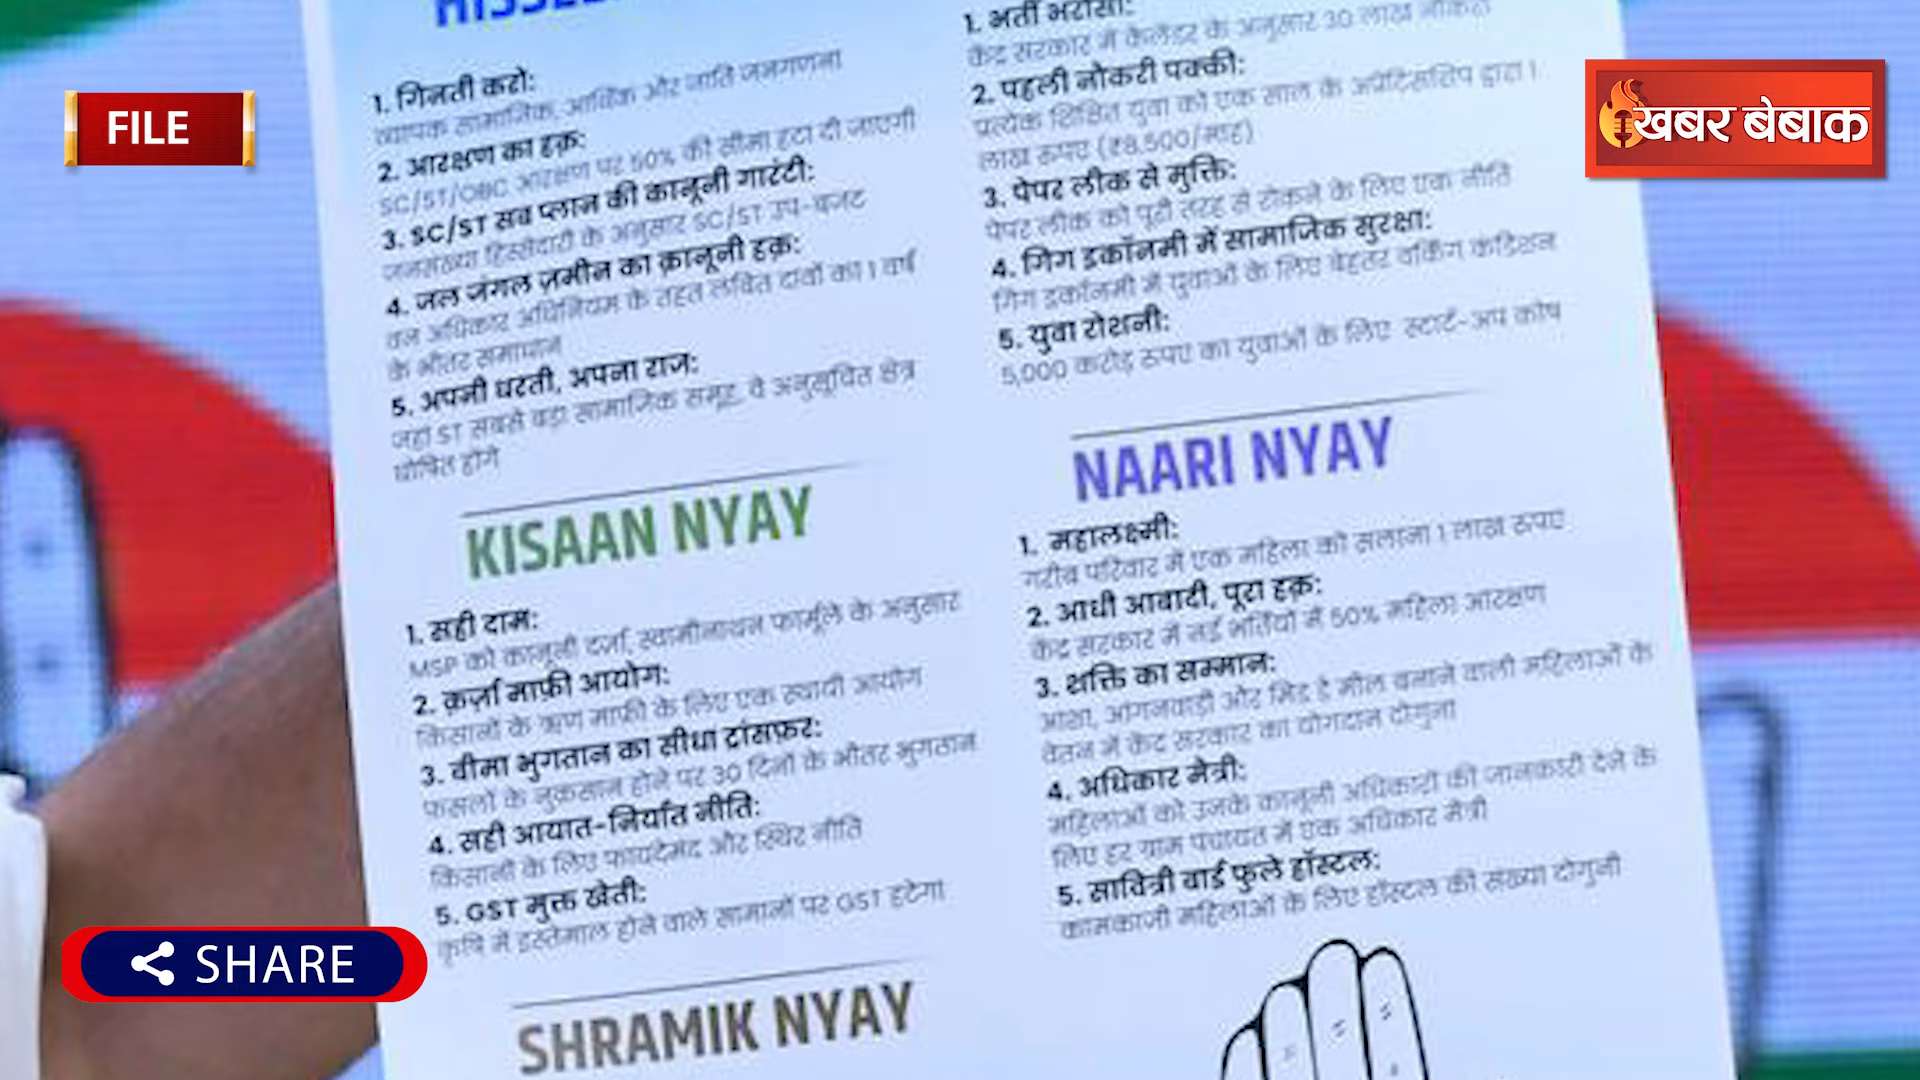 FILE
खबर बेबाक
1. गिनती करो:
व्यापक सामाजिक, आर्थिक और जाति जनगणना
2. आरक्षण का हक़:
SC/ST/OBC आरक्षण पर 50% की सीमा हटा दी जाएगी
3. SC/ST सब प्लान की कानूनी गारंटी:
जनसंख्या हिस्सेदारी के अनुसार SC/ST उप-बजट
4. जल जंगल ज़मीन का क़ानूनी हक़:
वन अधिकार अधिनियम के तहत लंबित दावों का 1 वर्ष
के भीतर समाधान
5. अपनी धरती, अपना राज:
जहां ST सबसे बड़ा सामाजिक समूह, वे अनुसूचित क्षेत्र
घोषित होंगे
KISAAN NYAY
1. सही दाम:
MSP को कानूनी दर्जा, स्वामीनाथन फार्मूले के अनुसार
2. क़र्ज़ा माफ़ी आयोग:
किसानों के ऋण माफी के लिए एक स्थायी आयोग
3. बीमा भुगतान का सीधा ट्रांसफ़र:
फसलों के नुकसान होने पर 30 दिनों के भीतर भुगतान
4. सही आयात-निर्यात नीति:
किसानों के लिए फायदेमंद और स्थिर नीति
5. GST मुक्त खेती:
कृषि में इस्तेमाल होने वाले सामानों पर GST हटेगा
SHRAMIK NYAY
1. भर्ती भरोसा:
केंद्र सरकार में कैलेंडर के अनुसार 30 लाख नौकरी
2. पहली नौकरी पक्की:
प्रत्येक शिक्षित युवा को एक साल के अप्रेंटिसशिप द्वारा 1
लाख रुपए (₹8,500/माह)
3. पेपर लीक से मुक्ति:
पेपर लीक को पूरी तरह से रोकने के लिए एक नीति
4. गिग इकॉनमी में सामाजिक सुरक्षा:
गिग इकॉनमी में युवाओं के लिए बेहतर वर्किंग कंडिशन
5. युवा रोशनी:
5,000 करोड़ रुपए का युवाओं के लिए स्टार्ट-अप कोष
NAARI NYAY
1. महालक्ष्मी:
गरीब परिवार में एक महिला को सलाना 1 लाख रुपए
2. आधी आबादी, पूरा हक़:
केंद्र सरकार में नई भर्तियों में 50% महिला आरक्षण
3. शक्ति का सम्मान:
आशा, आंगनवाड़ी और मिड डे मील बनाने वाली महिलाओं के
वेतन में केंद्र सरकार का योगदान दोगुना
4. अधिकार मैत्री:
महिलाओं को उनके कानूनी अधिकारों की जानकारी देने के
लिए हर ग्राम पंचायत में एक अधिकार मैत्री
5. सावित्री बाई फुले हॉस्टल:
कामकाजी महिलाओं के लिए हॉस्टल की संख्या दोगुनी
SHARE